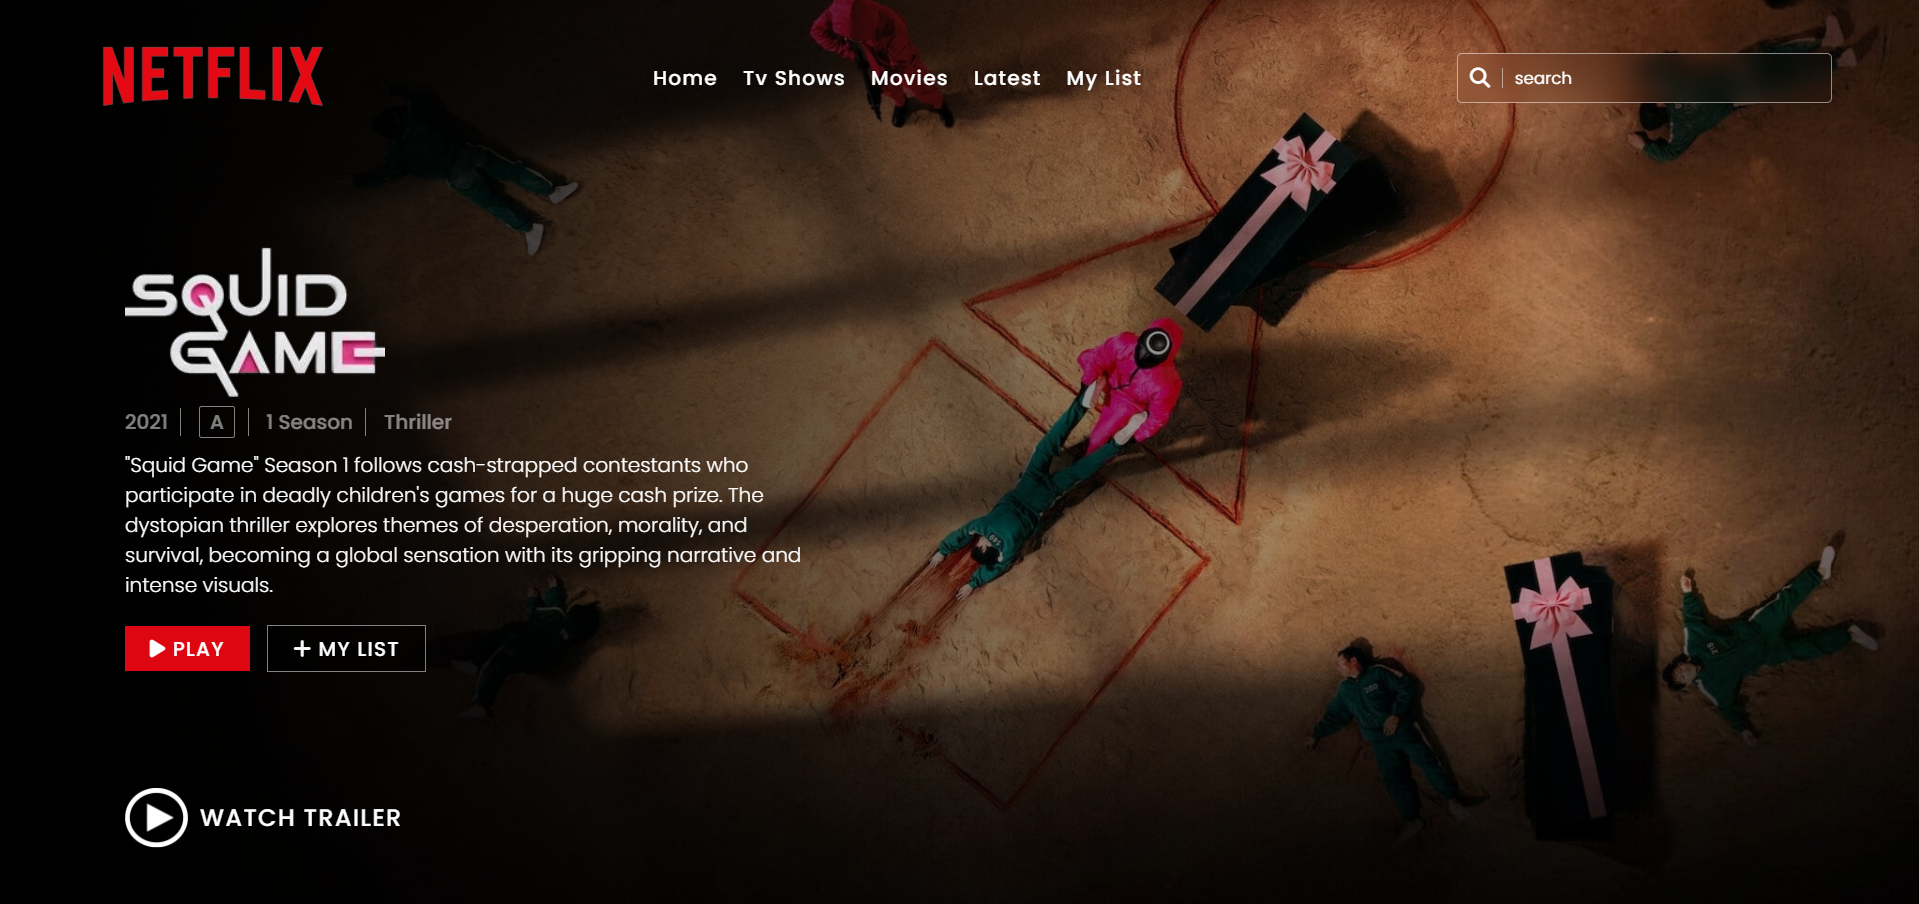 NETFLIX
Home Tv Shows Movies Latest My List
search
SQUID
GAME
2021 A 1 Season Thriller
"Squid Game" Season 1 follows cash-strapped contestants who
participate in deadly children's games for a huge cash prize. The
dystopian thriller explores themes of desperation, morality, and
survival, becoming a global sensation with its gripping narrative and
intense visuals.
PLAY MY LIST
WATCH TRAILER